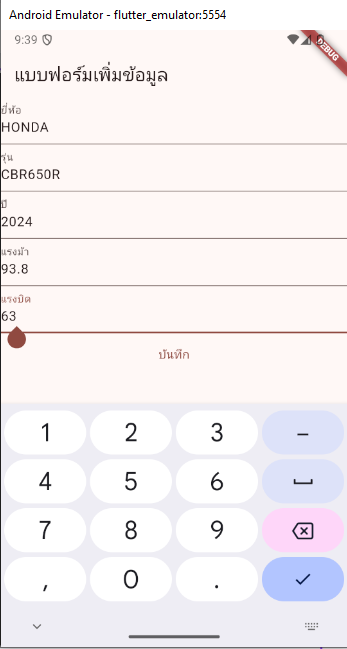 Android Emulator - flutter_emulator:5554
9:39
DEBUG
แบบฟอร์มเพิ่มข้อมูล
ยี่ห้อ
HONDA
รุ่น
CBR650R
ปี
2024
แรงม้า
93.8
แรงบิด
63
บันทึก
1 2 3 –
4 5 6
7 8 9
, 0 .